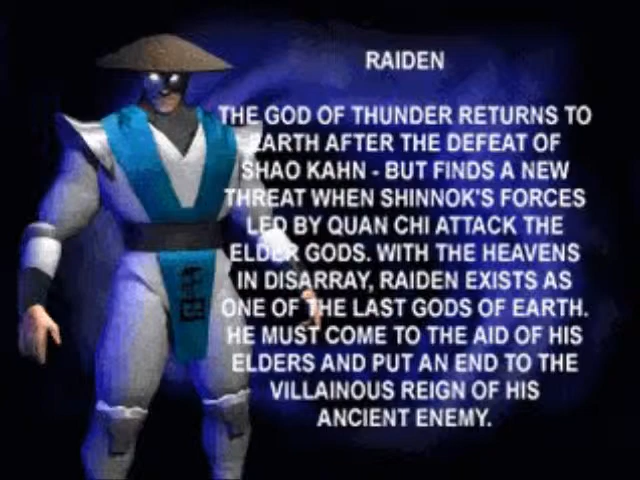 RAIDEN
THE GOD OF THUNDER RETURNS TO
EARTH AFTER THE DEFEAT OF
SHAO KAHN - BUT FINDS A NEW
THREAT WHEN SHINNOK'S FORCES
LED BY QUAN CHI ATTACK THE
ELDER GODS. WITH THE HEAVENS
IN DISARRAY, RAIDEN EXISTS AS
ONE OF THE LAST GODS OF EARTH.
HE MUST COME TO THE AID OF HIS
ELDERS AND PUT AN END TO THE
VILLAINOUS REIGN OF HIS
ANCIENT ENEMY.